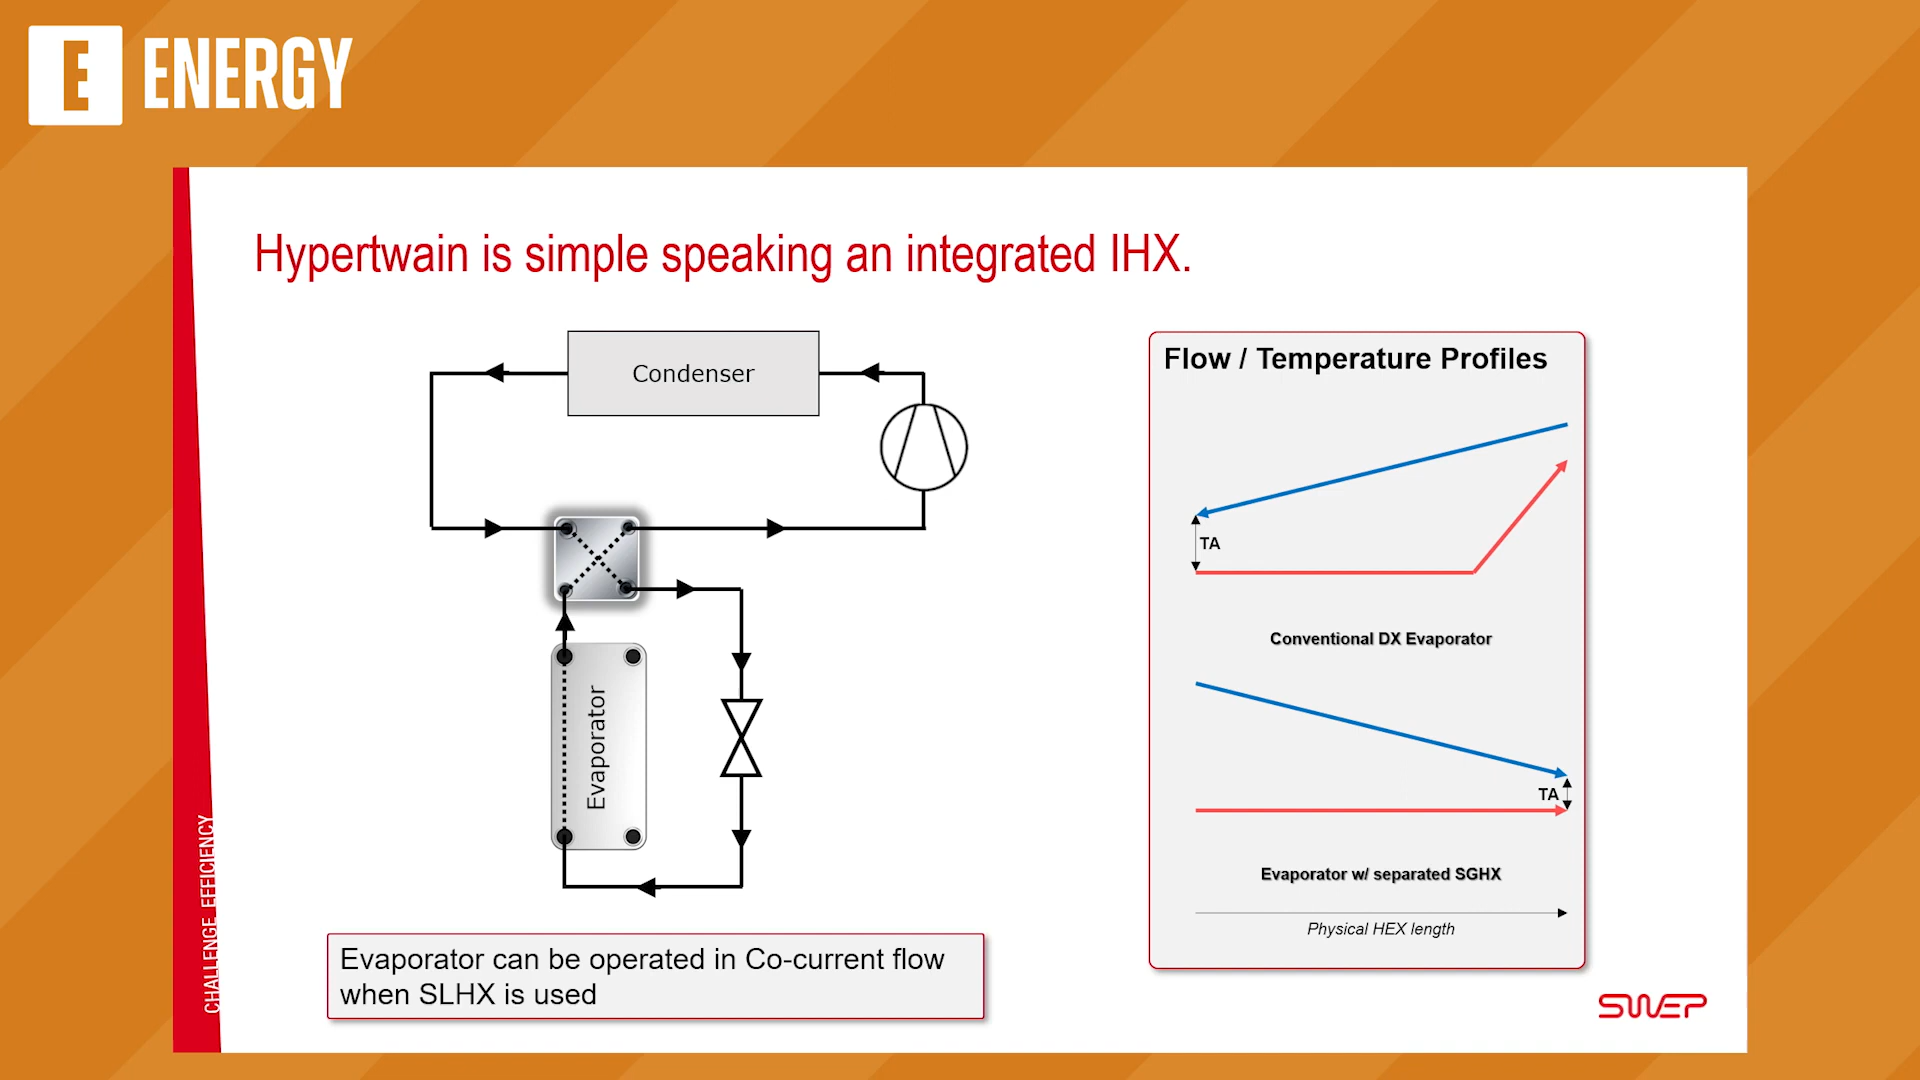 E ENERGY
Hypertwain is simple speaking an integrated IHX.
Condenser
Evaporator
Evaporator can be operated in Co-current flow
when SLHX is used
Flow / Temperature Profiles
TA
Conventional DX Evaporator
TA
Evaporator w/ separated SGHX
Physical HEX length
CHALLENGE EFFICIENCY
SWEP